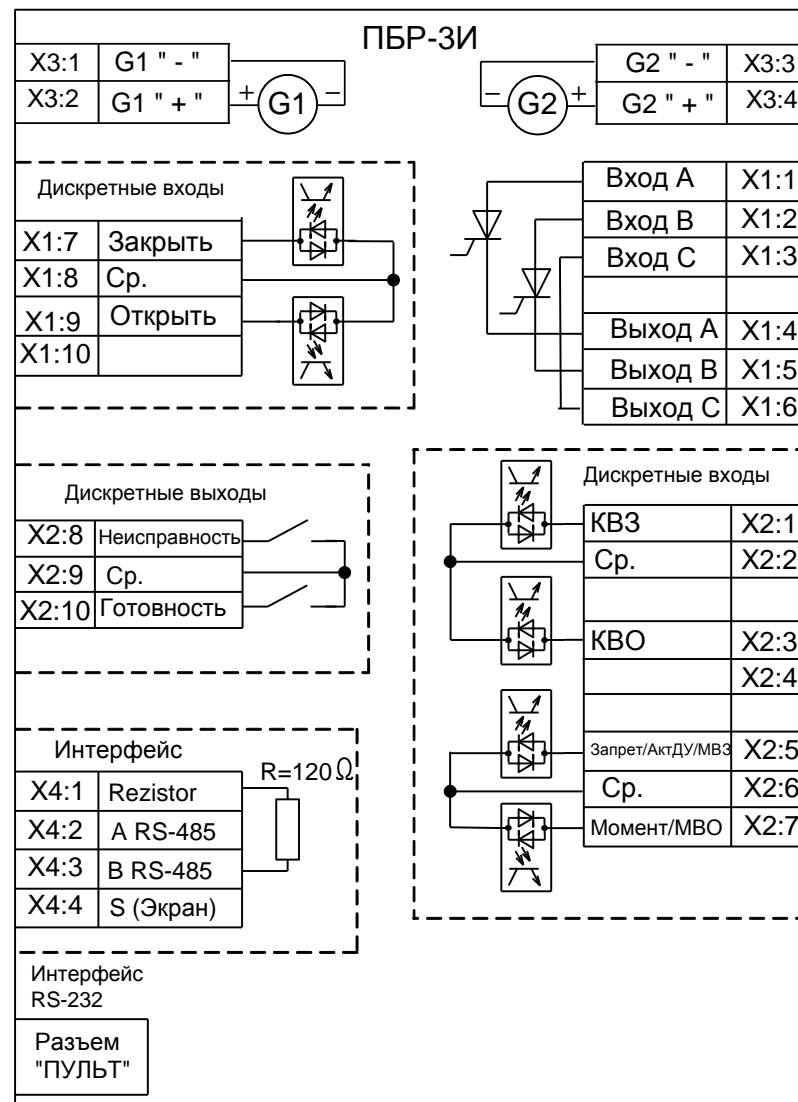 ПБР-3И
X3:1 G1 " - "
X3:2 G1 " + "
+ G1 −
G2 " - " X3:3
G2 " + " X3:4
− G2 +
Дискретные входы
X1:7 Закрыть
X1:8 Ср.
X1:9 Открыть
X1:10
Вход А X1:1
Вход В X1:2
Вход С X1:3
Выход А X1:4
Выход В X1:5
Выход С X1:6
Дискретные выходы
X2:8 Неисправность
X2:9 Ср.
X2:10 Готовность
Дискретные входы
КВЗ X2:1
Ср. X2:2
КВО X2:3
X2:4
Запрет/АктДУ/МВЗ X2:5
Ср. X2:6
Момент/МВО X2:7
Интерфейс
R=120 Ω
X4:1 Rezistor
X4:2 A RS-485
X4:3 B RS-485
X4:4 S (Экран)
Интерфейс
RS-232
Разъем
"ПУЛЬТ"